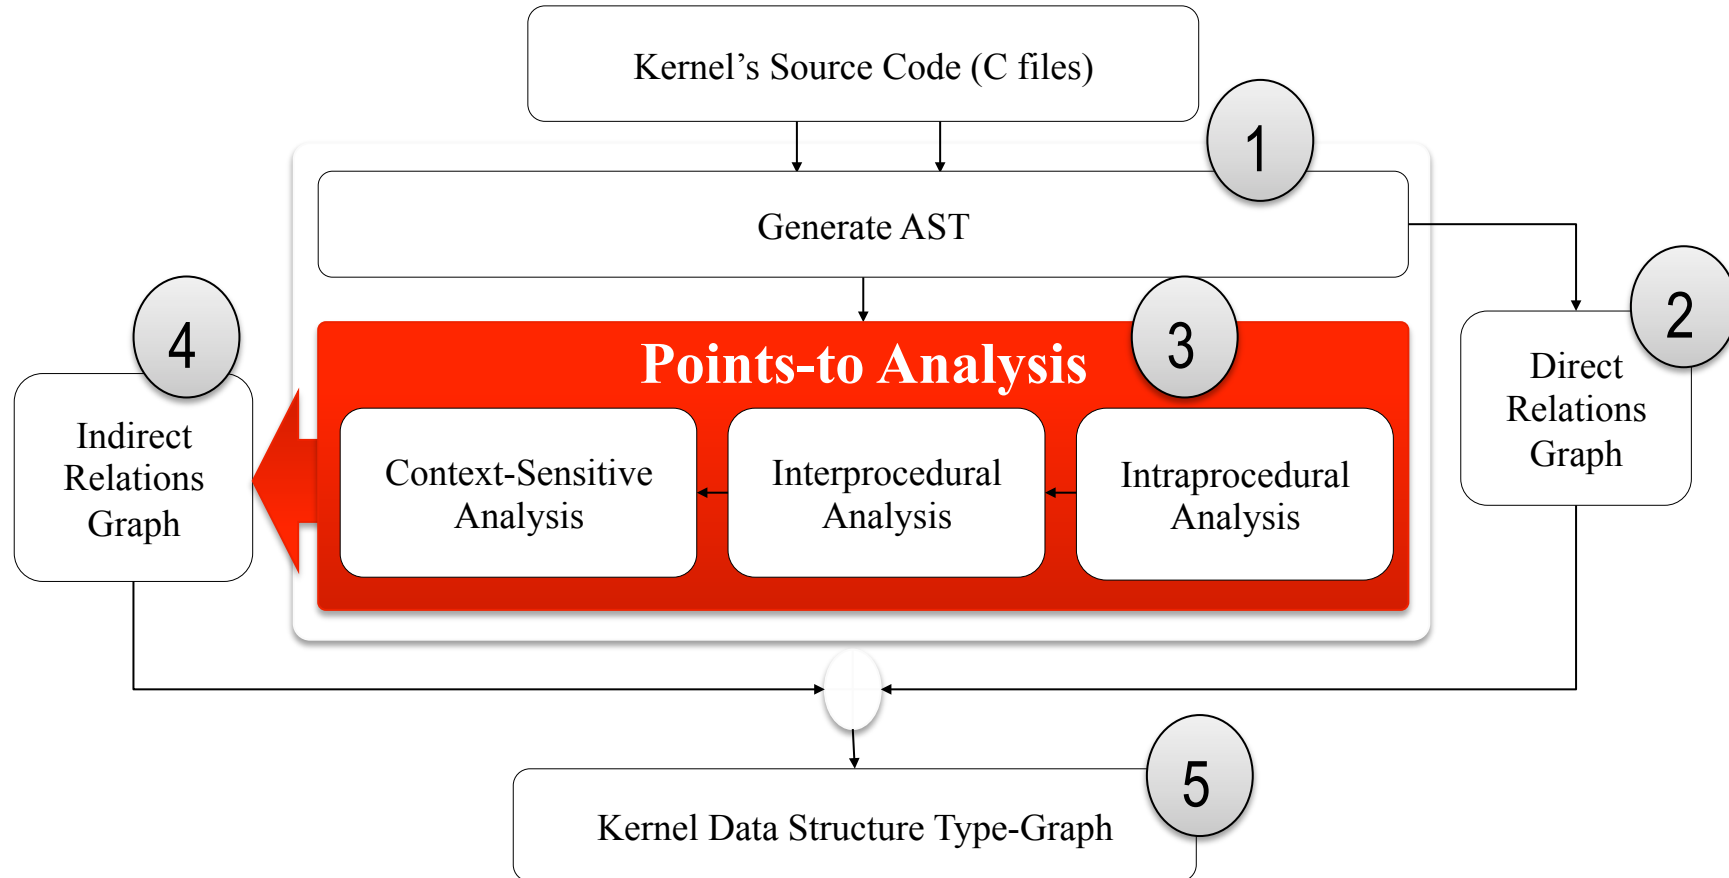 Kernel’s Source Code (C files)
1
Generate AST
2
Direct
Relations
Graph
3
Points-to Analysis
4
Indirect
Relations
Graph
Context-Sensitive
Analysis
Interprocedural
Analysis
Intraprocedural
Analysis
5
Kernel Data Structure Type-Graph